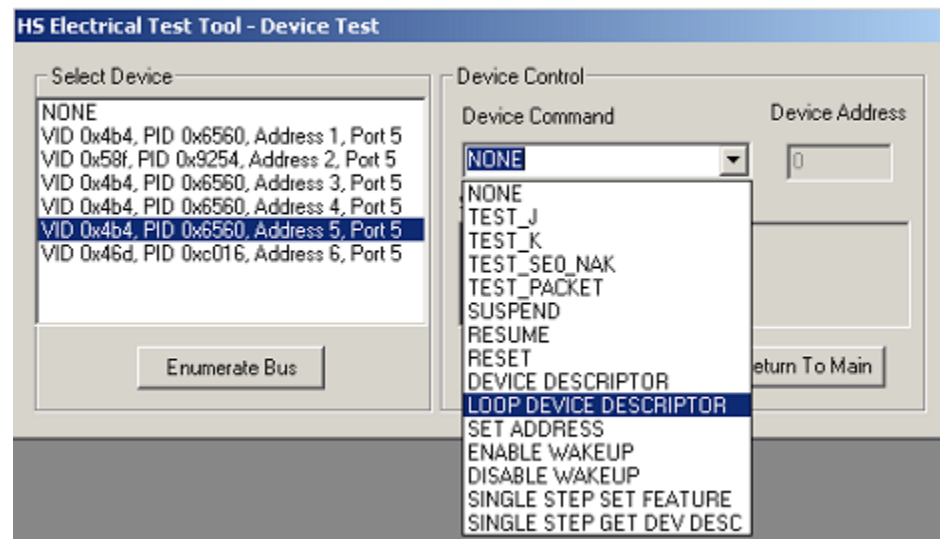 HS Electrical Test Tool - Device Test
Select Device
NONE
VID 0x4b4, PID 0x6560, Address 1, Port 5
VID 0x58f, PID 0x9254, Address 2, Port 5
VID 0x4b4, PID 0x6560, Address 3, Port 5
VID 0x4b4, PID 0x6560, Address 4, Port 5
VID 0x4b4, PID 0x6560, Address 5, Port 5
VID 0x46d, PID 0xc016, Address 6, Port 5
Enumerate Bus
Device Control
Device Command
Device Address
NONE
0
NONE
TEST_J
TEST_K
TEST_SE0_NAK
TEST_PACKET
SUSPEND
RESUME
RESET
DEVICE DESCRIPTOR
LOOP DEVICE DESCRIPTOR
SET ADDRESS
ENABLE WAKEUP
DISABLE WAKEUP
SINGLE STEP SET FEATURE
SINGLE STEP GET DEV DESC
eturn To Main